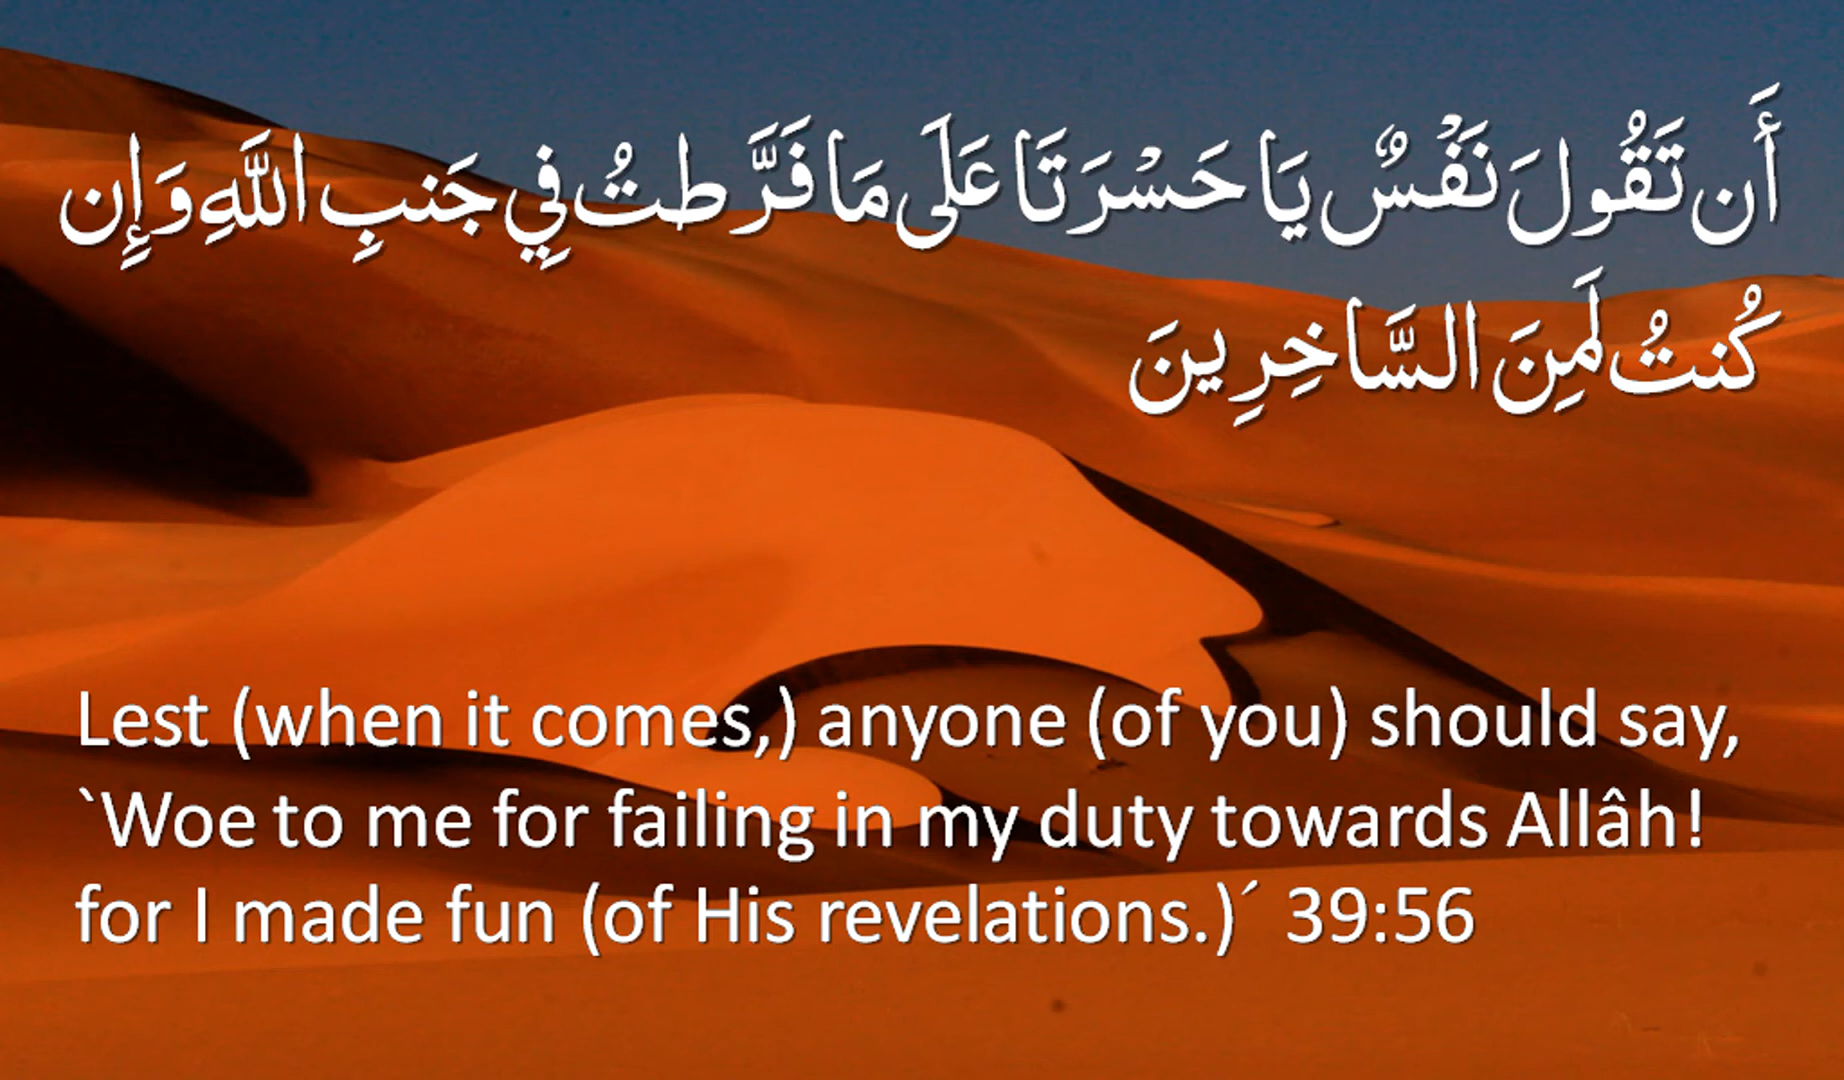 أَن تَقُولَ نَفْسٌ يَا حَسْرَتَا عَلَى مَا فَرَّطتُ فِي جَنبِ اللَّهِ وَإِن
كُنتُ لَمِنَ السَّاخِرِينَ
Lest (when it comes,) anyone (of you) should say,
`Woe to me for failing in my duty towards Allâh!
for I made fun (of His revelations.)´ 39:56